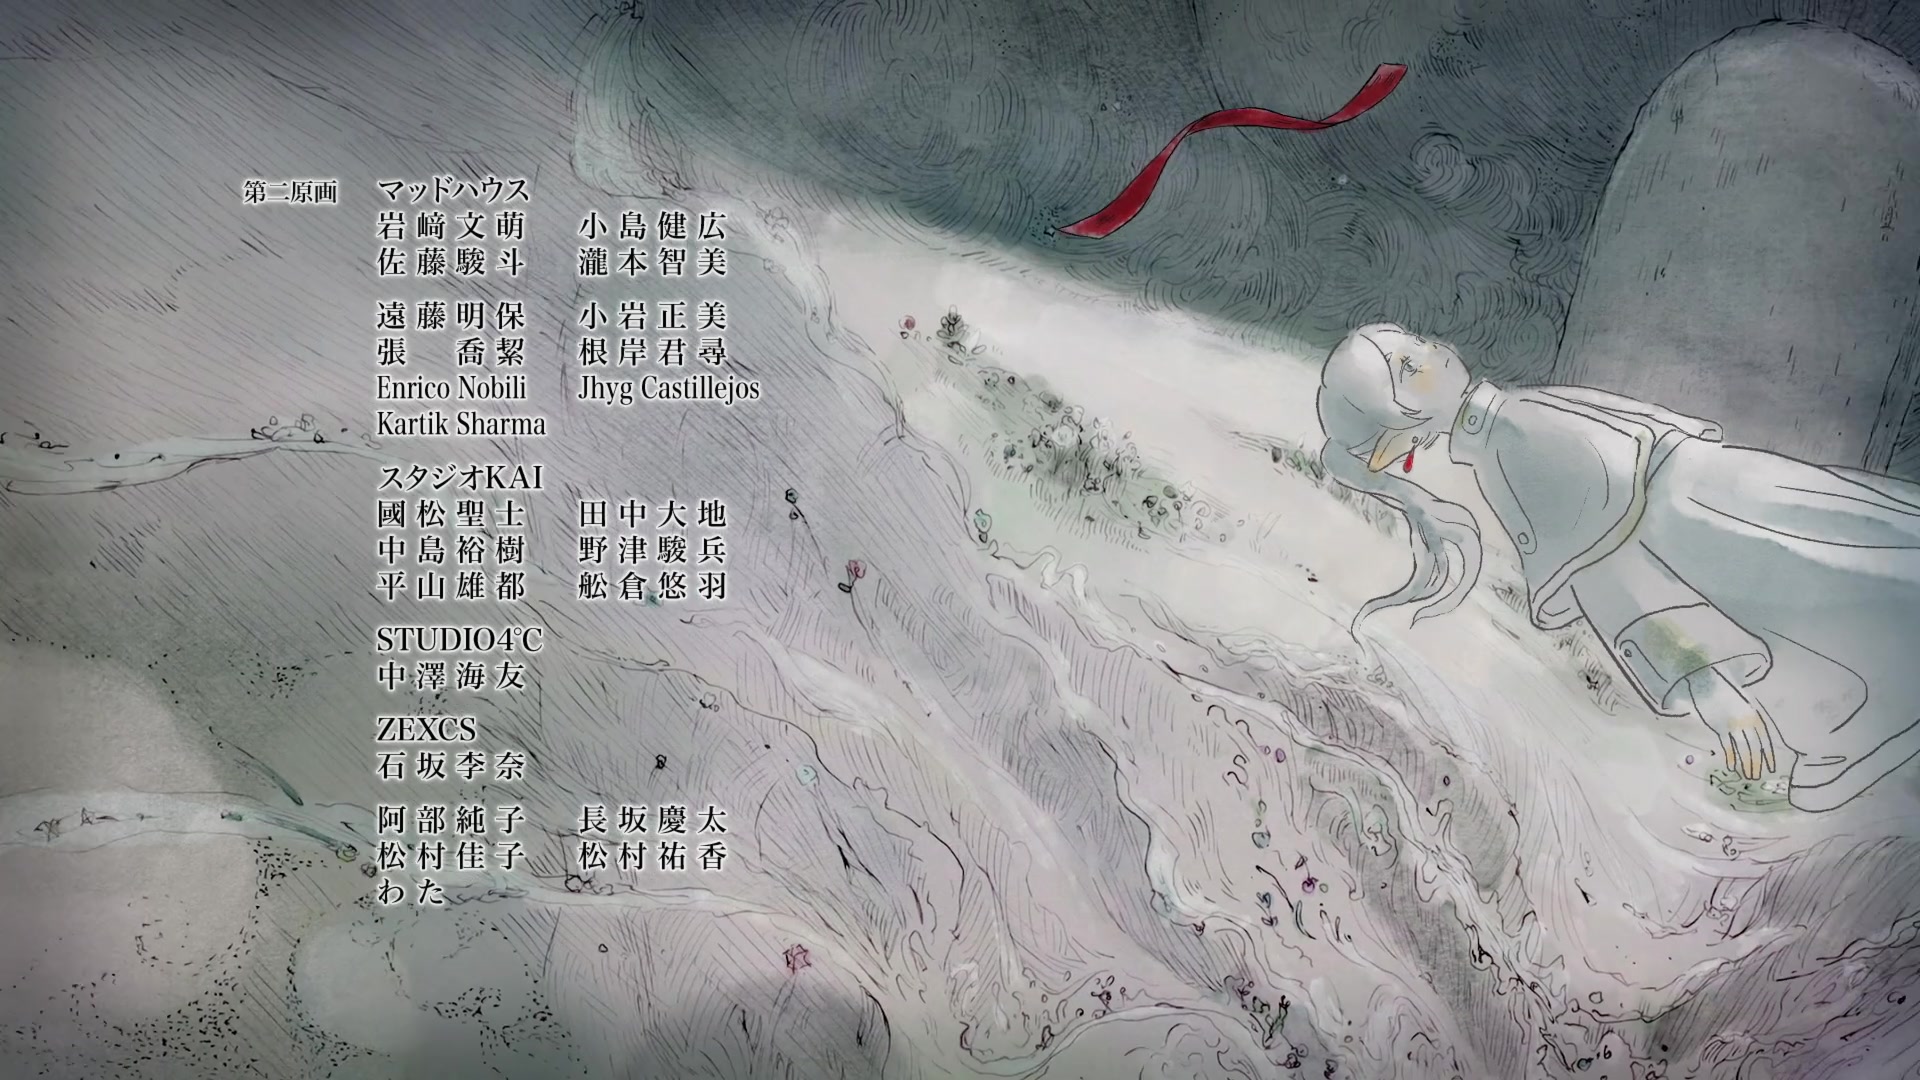 第二原画 マッドハウス
岩﨑文萌 小島健広
佐藤駿斗 瀧本智美
遠藤明保 小岩正美
張 喬絜 根岸君尋
Enrico Nobili Jhyg Castillejos
Kartik Sharma
スタジオKAI
國松聖士 田中大地
中島裕樹 野津駿兵
平山雄都 舩倉悠羽
STUDIO4℃
中澤海友
ZEXCS
石坂李奈
阿部純子 長坂慶太
松村佳子 松村祐香
わた